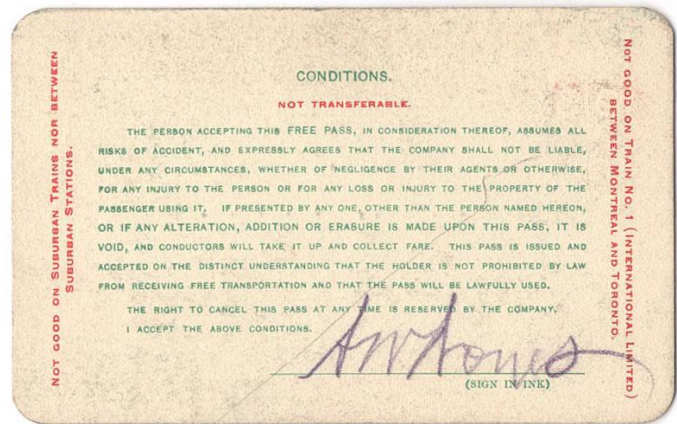 CONDITIONS.
NOT TRANSFERABLE.
THE PERSON ACCEPTING THIS FREE PASS, IN CONSIDERATION THEREOF, ASSUMES ALL
RISKS OF ACCIDENT, AND EXPRESSLY AGREES THAT THE COMPANY SHALL NOT BE LIABLE,
UNDER ANY CIRCUMSTANCES, WHETHER OF NEGLIGENCE BY THEIR AGENTS OR OTHERWISE,
FOR ANY INJURY TO THE PERSON OR FOR ANY LOSS OR INJURY TO THE PROPERTY OF THE
PASSENGER USING IT. IF PRESENTED BY ANY ONE, OTHER THAN THE PERSON NAMED HEREON,
OR IF ANY ALTERATION, ADDITION OR ERASURE IS MADE UPON THIS PASS, IT IS
VOID, AND CONDUCTORS WILL TAKE IT UP AND COLLECT FARE. THIS PASS IS ISSUED AND
ACCEPTED ON THE DISTINCT UNDERSTANDING THAT THE HOLDER IS NOT PROHIBITED BY LAW
FROM RECEIVING FREE TRANSPORTATION AND THAT THE PASS WILL BE LAWFULLY USED.
THE RIGHT TO CANCEL THIS PASS AT ANY TIME IS RESERVED BY THE COMPANY.
I ACCEPT THE ABOVE CONDITIONS.
(SIGN IN INK)
NOT GOOD ON SUBURBAN TRAINS NOR BETWEEN
SUBURBAN STATIONS.
NOT GOOD ON TRAIN NO. 1 (INTERNATIONAL LIMITED)
BETWEEN MONTREAL AND TORONTO.